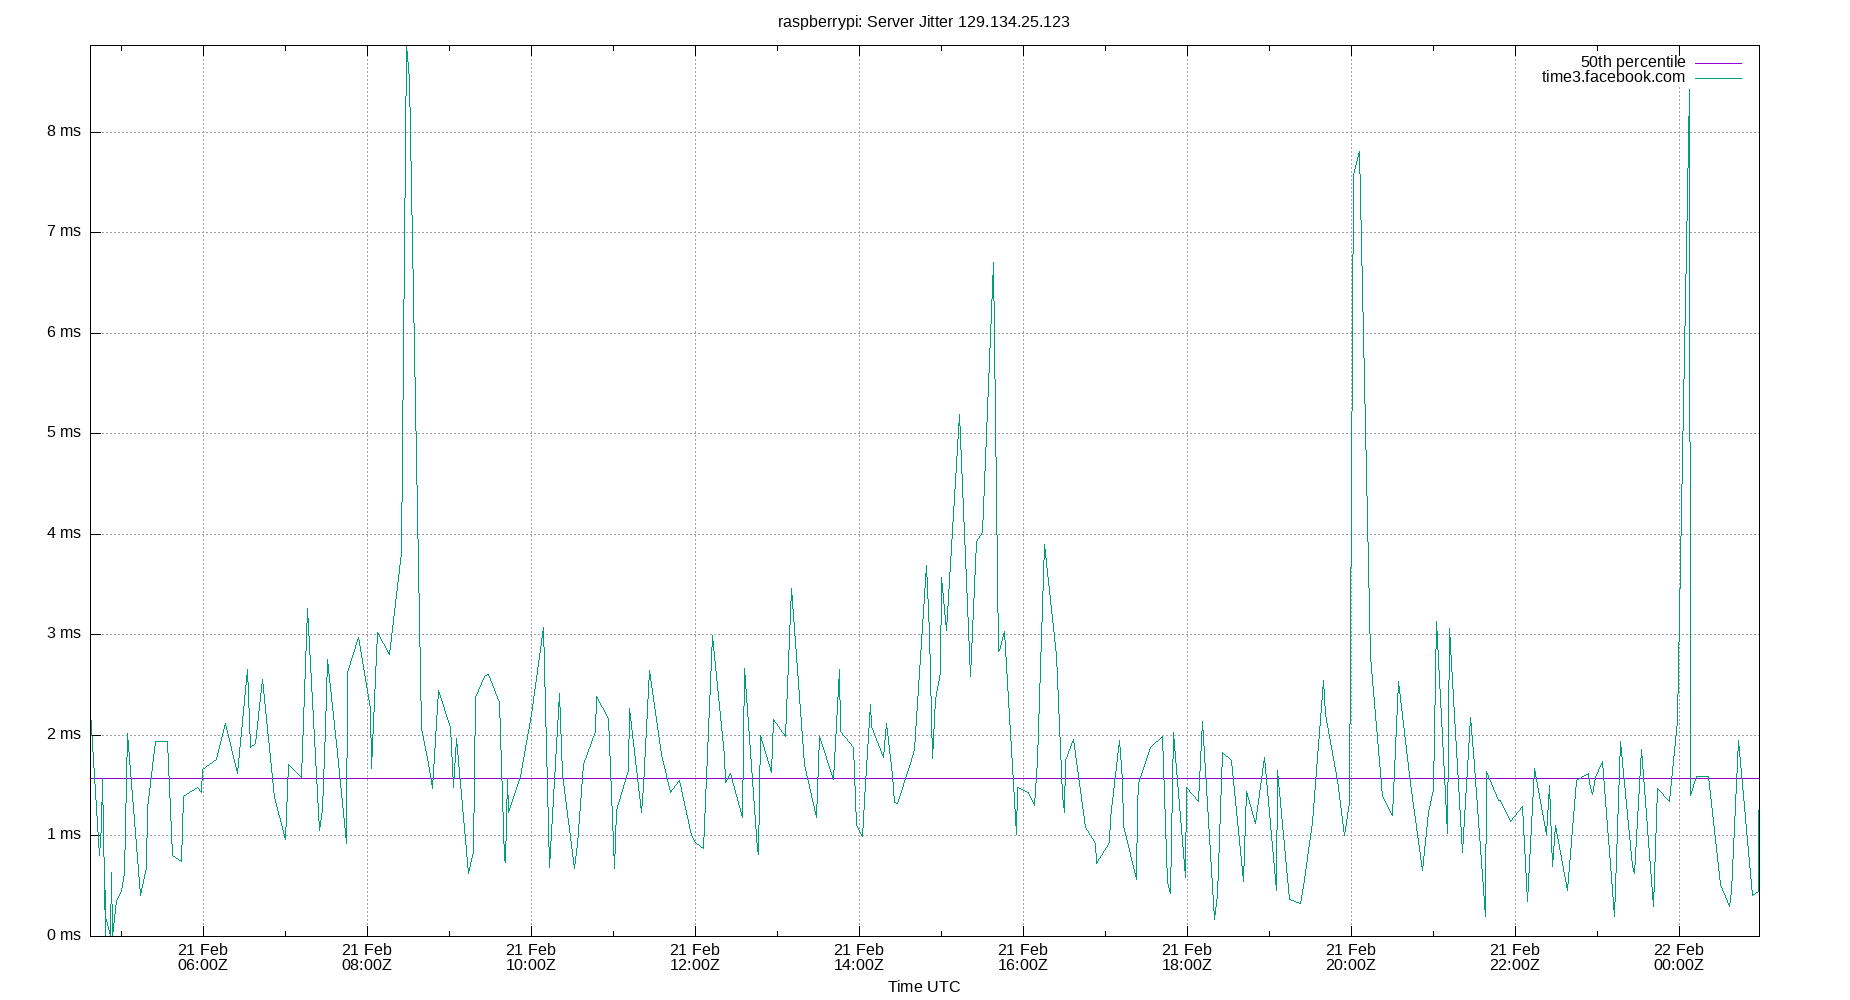 raspberrypi: Server Jitter 129.134.25.123
50th percentile
time3.facebook.com
8 ms
7 ms
6 ms
5 ms
4 ms
3 ms
2 ms
1 ms
0 ms
21 Feb 21 Feb 21 Feb 21 Feb 21 Feb 21 Feb 21 Feb 21 Feb 21 Feb 22 Feb
06:00Z 08:00Z 10:00Z 12:00Z 14:00Z 16:00Z 18:00Z 20:00Z 22:00Z 00:00Z
Time UTC